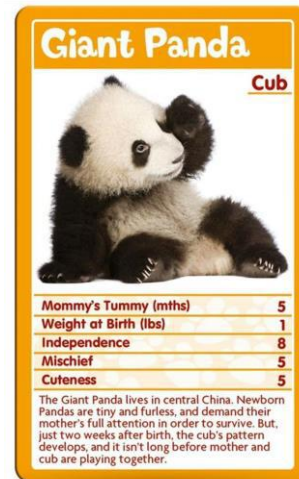 Giant Panda
Cub
Mommy's Tummy (mths) 5
Weight at Birth (lbs) 1
Independence 8
Mischief 5
Cuteness 5
The Giant Panda lives in central China. Newborn
Pandas are tiny and furless, and demand their
mother's full attention in order to survive. But,
just two weeks after birth, the cub's pattern
develops, and it isn't long before mother and
cub are playing together.